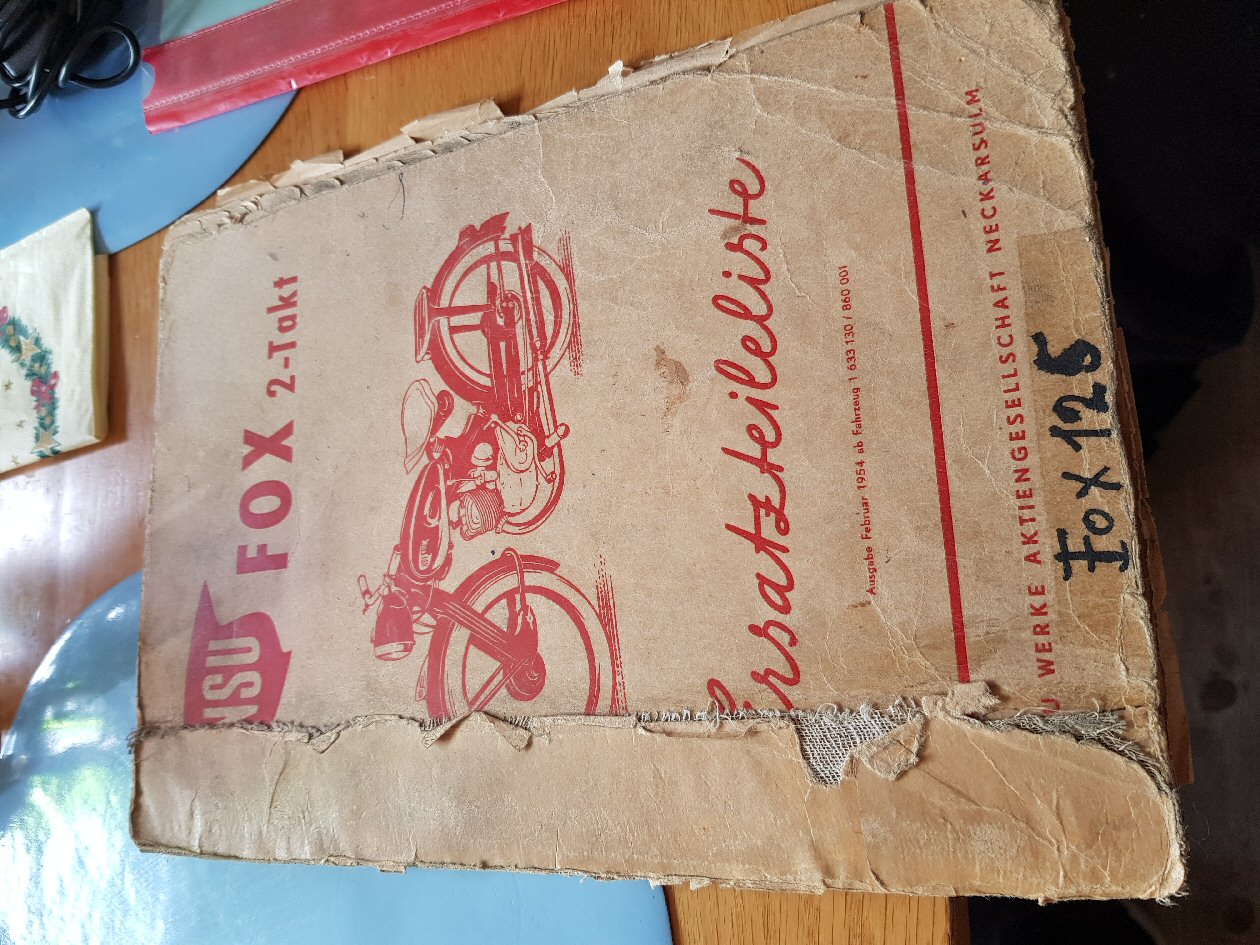 NSU FOX 2-Takt
Ersatzteileliste
Ausgabe Februar 1954 ab Fahrzeug 1 633 130 / 860 001
U WERKE AKTIENGESELLSCHAFT NECKARSULM
Fox 125